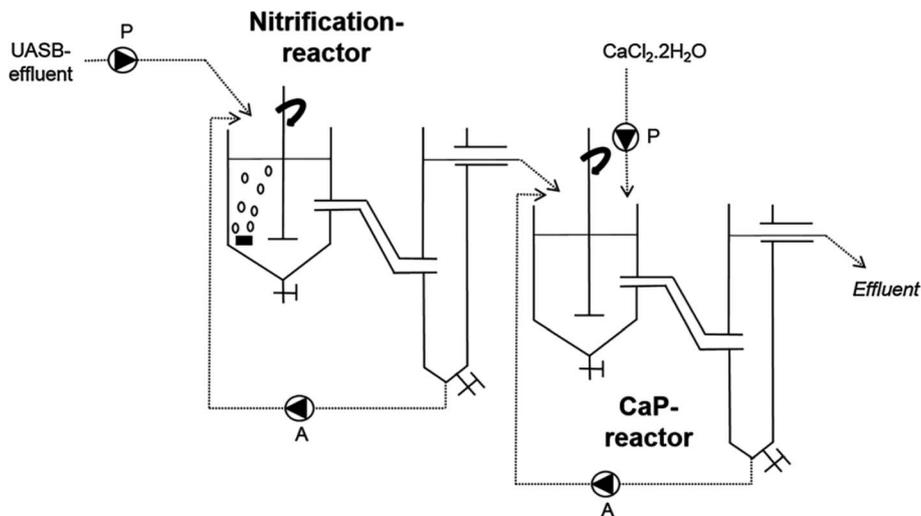 Nitrification-
reactor
P
UASB-
effluent
CaCl₂.2H₂O
P
Effluent
CaP-
reactor
A
A